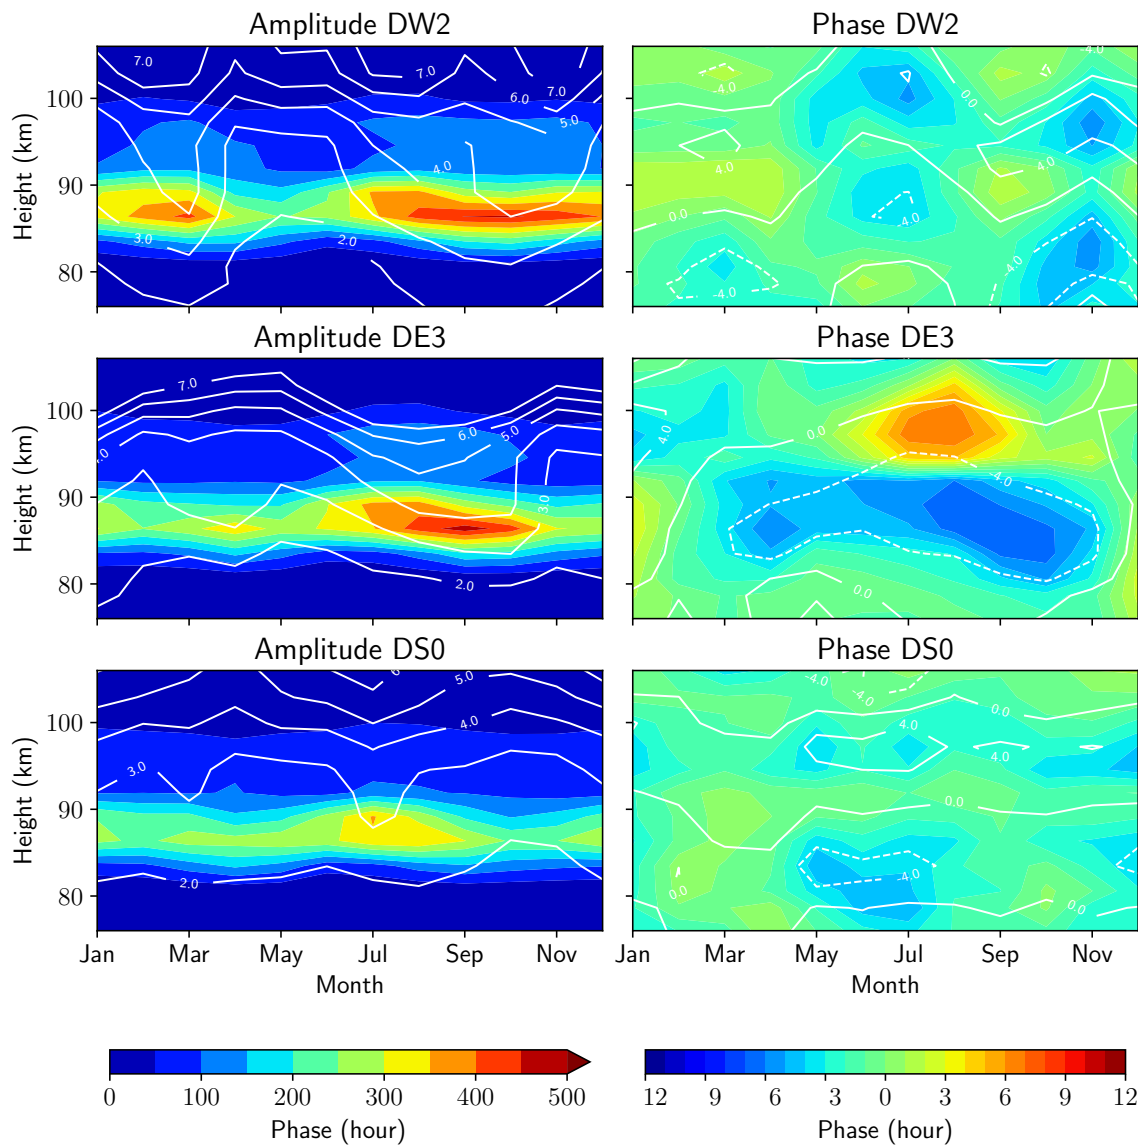 Amplitude DW2
Phase DW2
Height (km)
100
90
80
7.0
7.0
6.0
7.0
5.0
4.0
3.0
2.0
-4.0
-4.0
0.0
4.0
4.0
0.0
-4.0
-4.0
-4.0
Amplitude DE3
Phase DE3
Height (km)
100
90
80
7.0
6.0
5.0
3.0
2.0
4.0
0.0
-4.0
0.0
Amplitude DS0
Phase DS0
Height (km)
100
90
80
5.0
4.0
3.0
2.0
-4.0
-4.0
0.0
4.0
4.0
0.0
-4.0
0.0
0.0
Jan Mar May Jul Sep Nov
Jan Mar May Jul Sep Nov
Month
Month
0 100 200 300 400 500
12 9 6 3 0 3 6 9 12
Phase (hour)
Phase (hour)